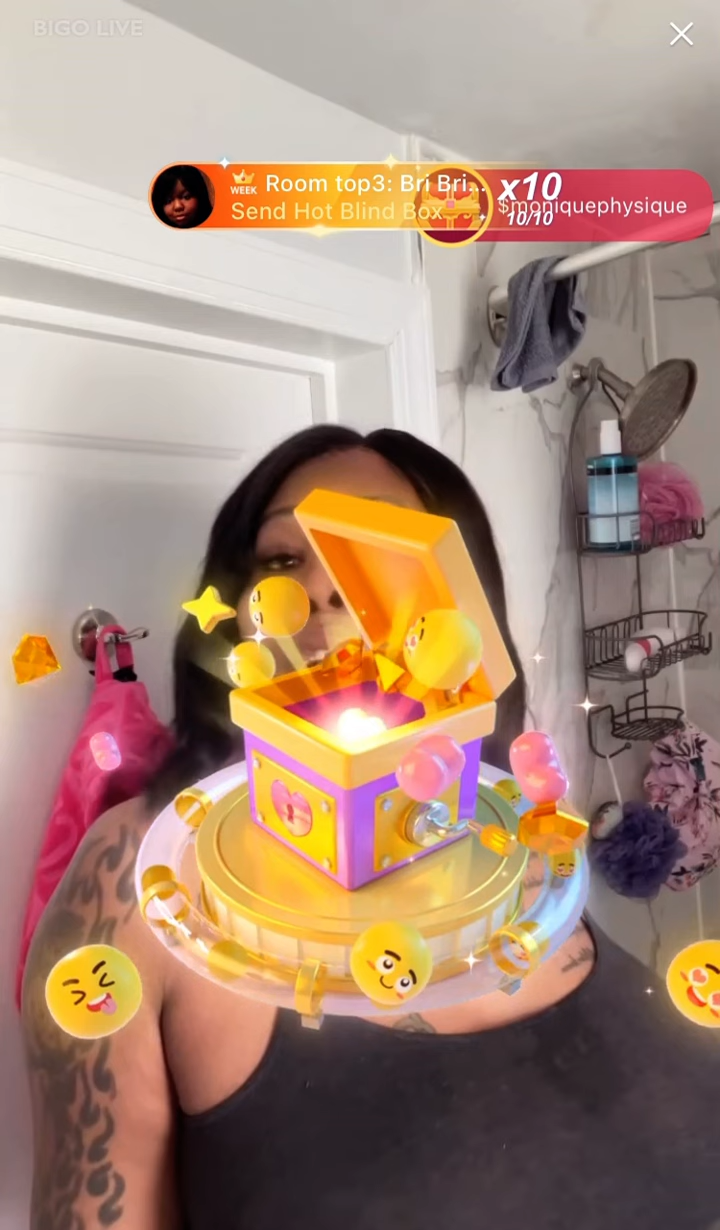 BIGO LIVE
WEEK Room top3: Bri Bri... x10
Send Hot Blind Box 10/10
$moniquephysique